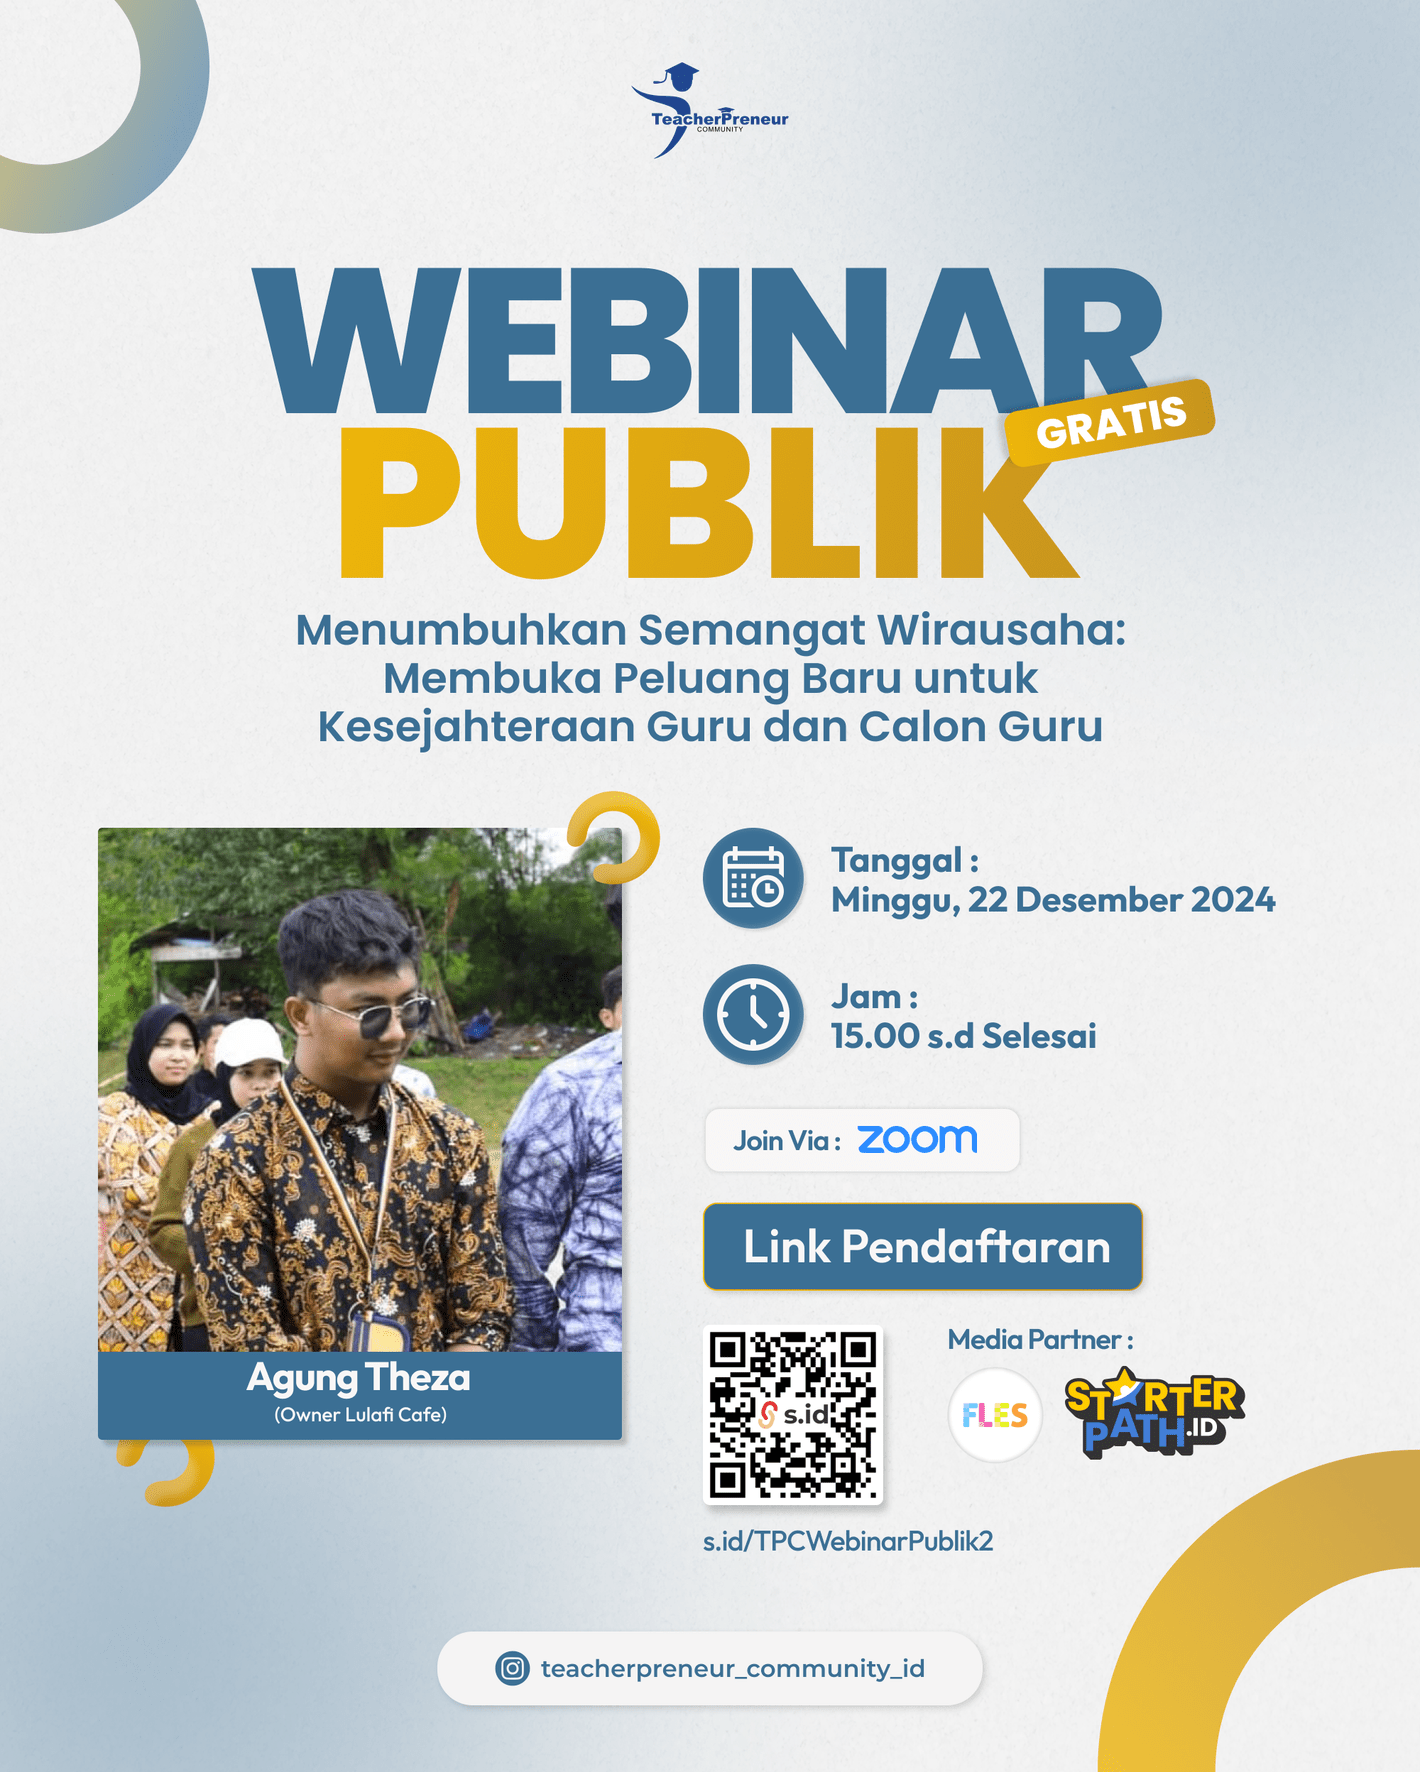 TeacherPreneur
COMMUNITY
WEBINAR
GRATIS
PUBLIK
Menumbuhkan Semangat Wirausaha:
Membuka Peluang Baru untuk
Kesejahteraan Guru dan Calon Guru
Tanggal :
Minggu, 22 Desember 2024
Jam :
15.00 s.d Selesai
Join Via : zoom
Link Pendaftaran
Agung Theza
(Owner Lulafi Cafe)
s.id
s.id/TPCWebinarPublik2
Media Partner :
FLES
STARTER
PATH.ID
teacherpreneur_community_id